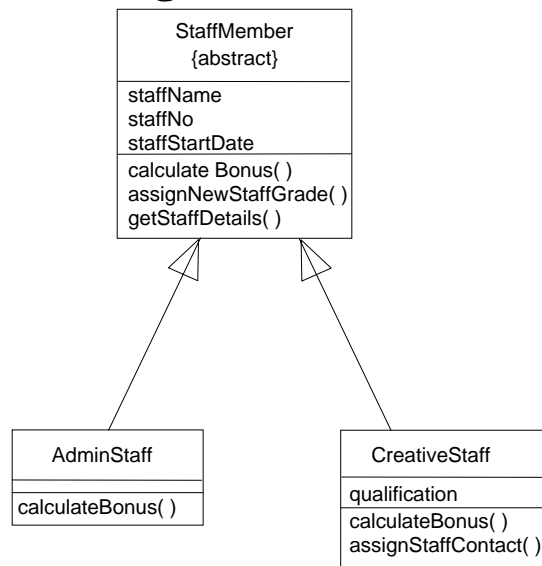 StaffMember
{abstract}
staffName
staffNo
staffStartDate
calculate Bonus( )
assignNewStaffGrade( )
getStaffDetails( )
AdminStaff
calculateBonus( )
CreativeStaff
qualification
calculateBonus( )
assignStaffContact( )